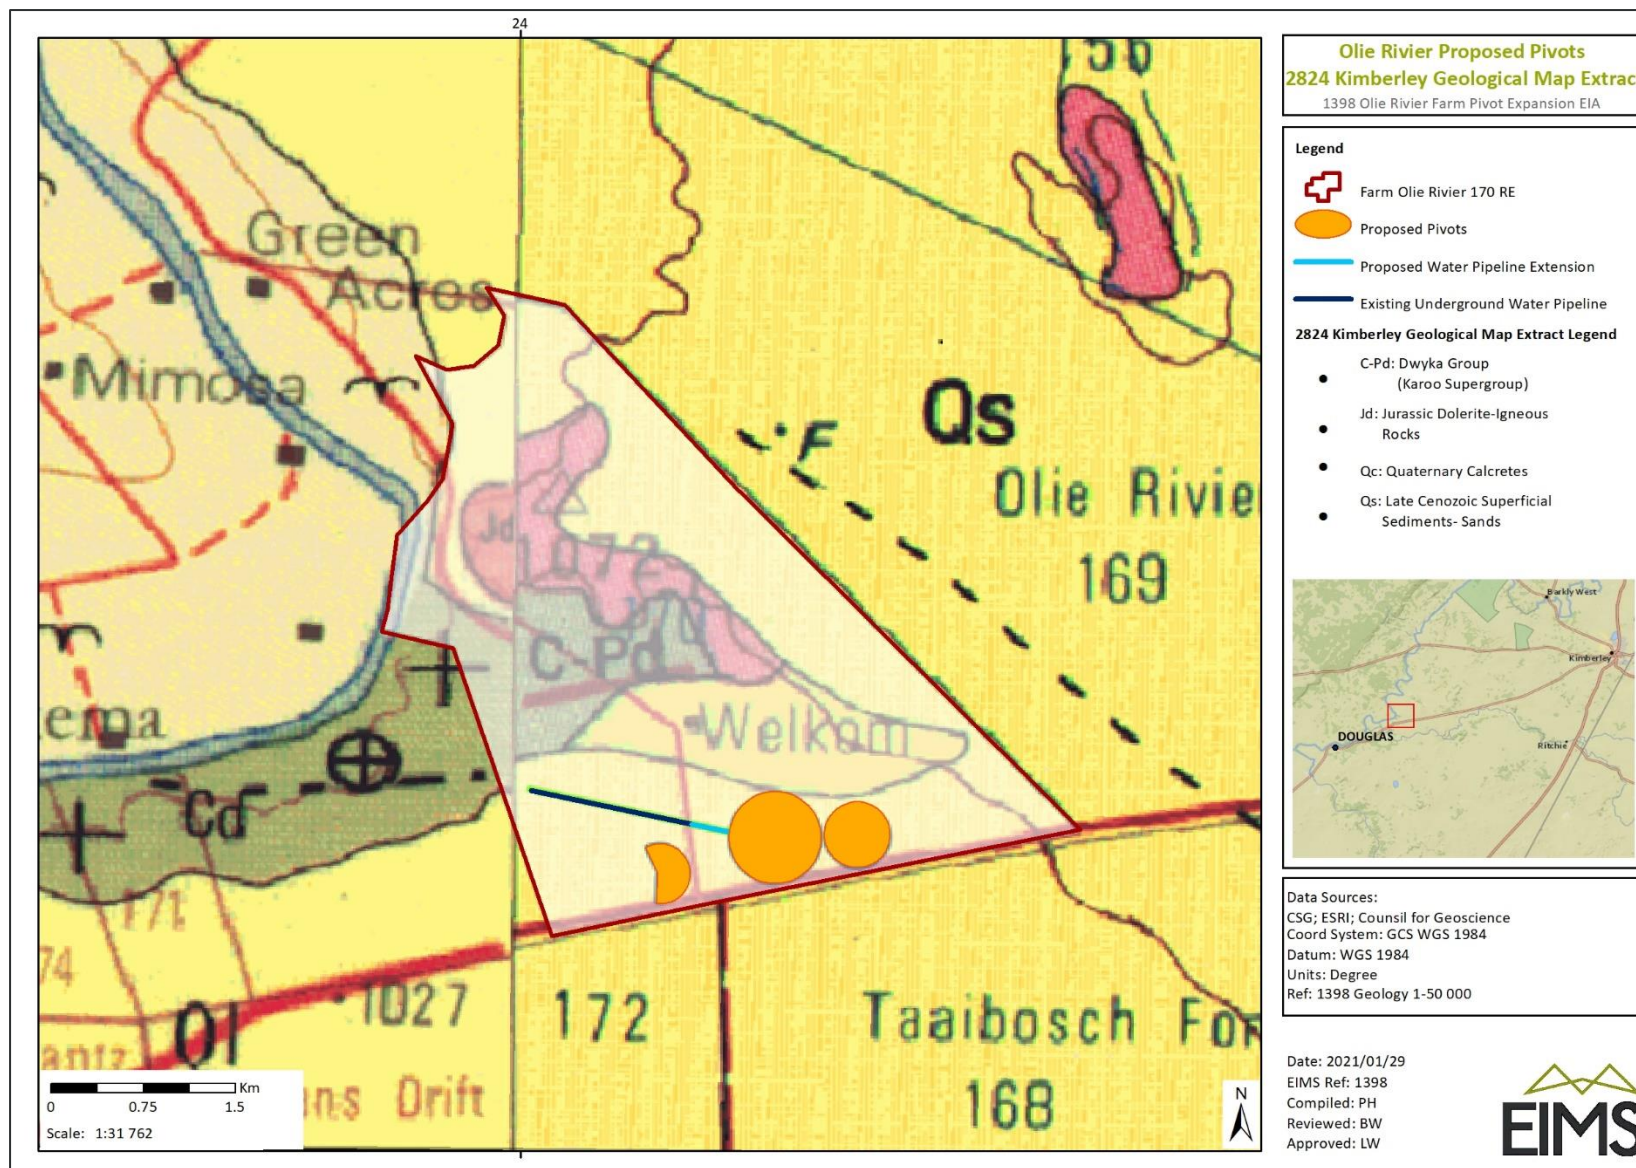 24
Olie Rivier Proposed Pivots
2824 Kimberley Geological Map Extrac
1398 Olie Rivier Farm Pivot Expansion EIA
Legend
Farm Olie Rivier 170 RE
Proposed Pivots
Proposed Water Pipeline Extension
Existing Underground Water Pipeline
2824 Kimberley Geological Map Extract Legend
C-Pd: Dwyka Group
(Karoo Supergroup)
Jd: Jurassic Dolerite-Igneous
Rocks
Qc: Quaternary Calcretes
Qs: Late Cenozoic Superficial
Sediments- Sands
Green
Acres
Mimosa
Qs
F
Olie Rivie
169
Jd
1072
C-Pd
Welkom
Cd
171
74
Ql
1027
172
Taaibosch For
168
ans Drift
Barkly West
Kimberley
DOUGLAS
Ritchie
Km
0 0.75 1.5
Scale: 1:31 762
N
Data Sources:
CSG; ESRI; Counsil for Geoscience
Coord System: GCS WGS 1984
Datum: WGS 1984
Units: Degree
Ref: 1398 Geology 1-50 000
Date: 2021/01/29
EIMS Ref: 1398
Compiled: PH
Reviewed: BW
Approved: LW
EIMS